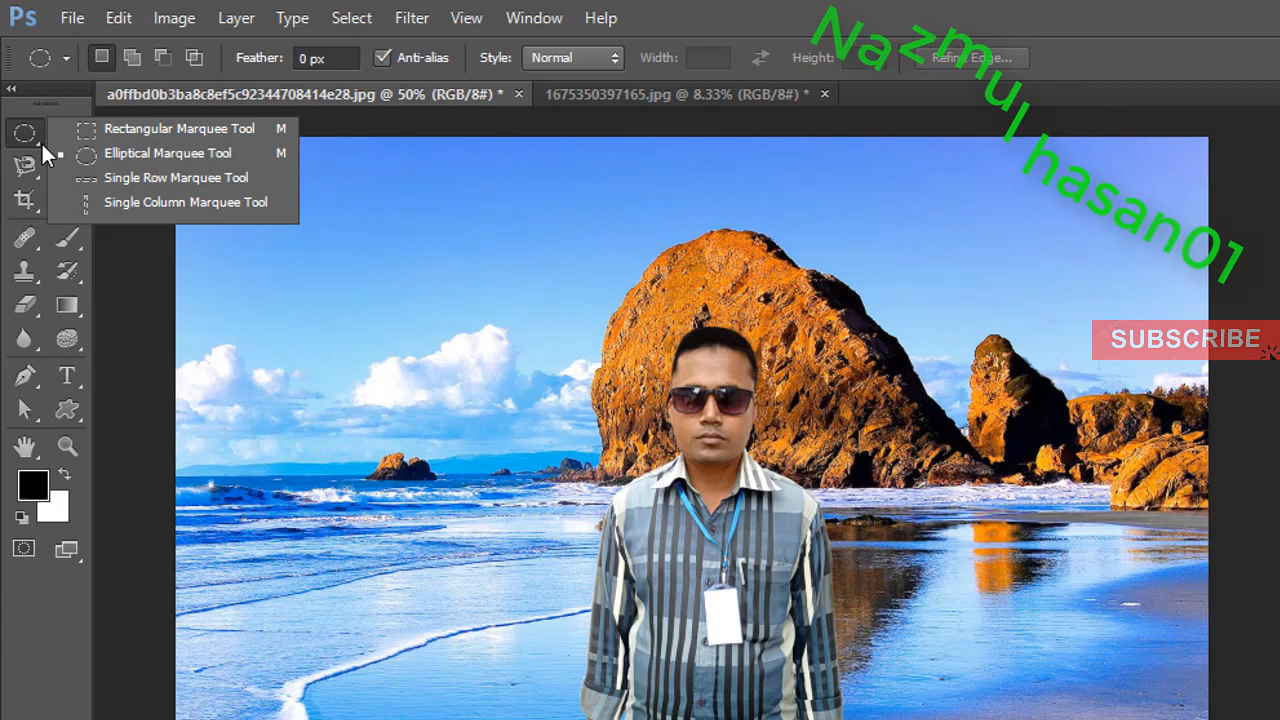 Ps File Edit Image Layer Type Select Filter View Window Help
Feather: 0 px Anti-alias Style: Normal Width: Height: Refine Edge...
a0ffbd0b3ba8c8ef5c92344708414e28.jpg @ 50% (RGB/8#) * × 1675350397165.jpg @ 8.33% (RGB/8#) * ×
Rectangular Marquee Tool M
Elliptical Marquee Tool M
Single Row Marquee Tool
Single Column Marquee Tool
Nazmul hasan01
SUBSCRIBE